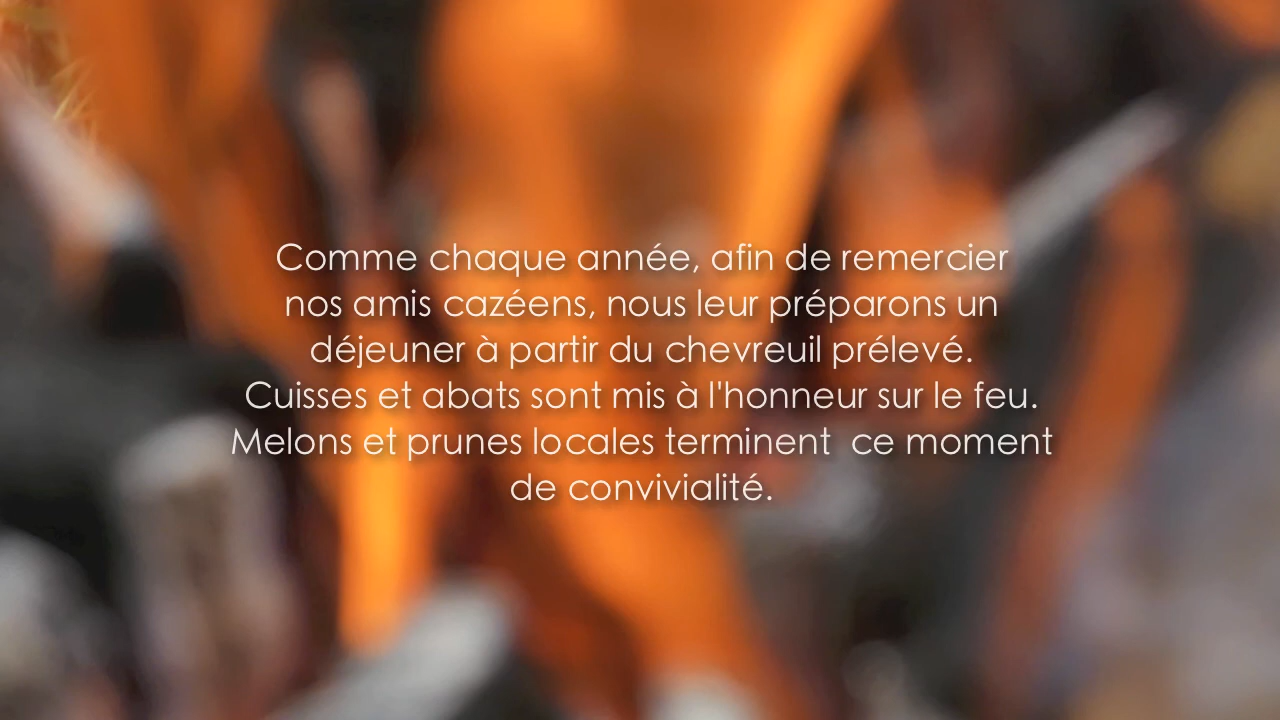 Comme chaque année, afin de remercier
nos amis cazéens, nous leur préparons un
déjeuner à partir du chevreuil prélevé.
Cuisses et abats sont mis à l'honneur sur le feu.
Melons et prunes locales terminent  ce moment
de convivialité.